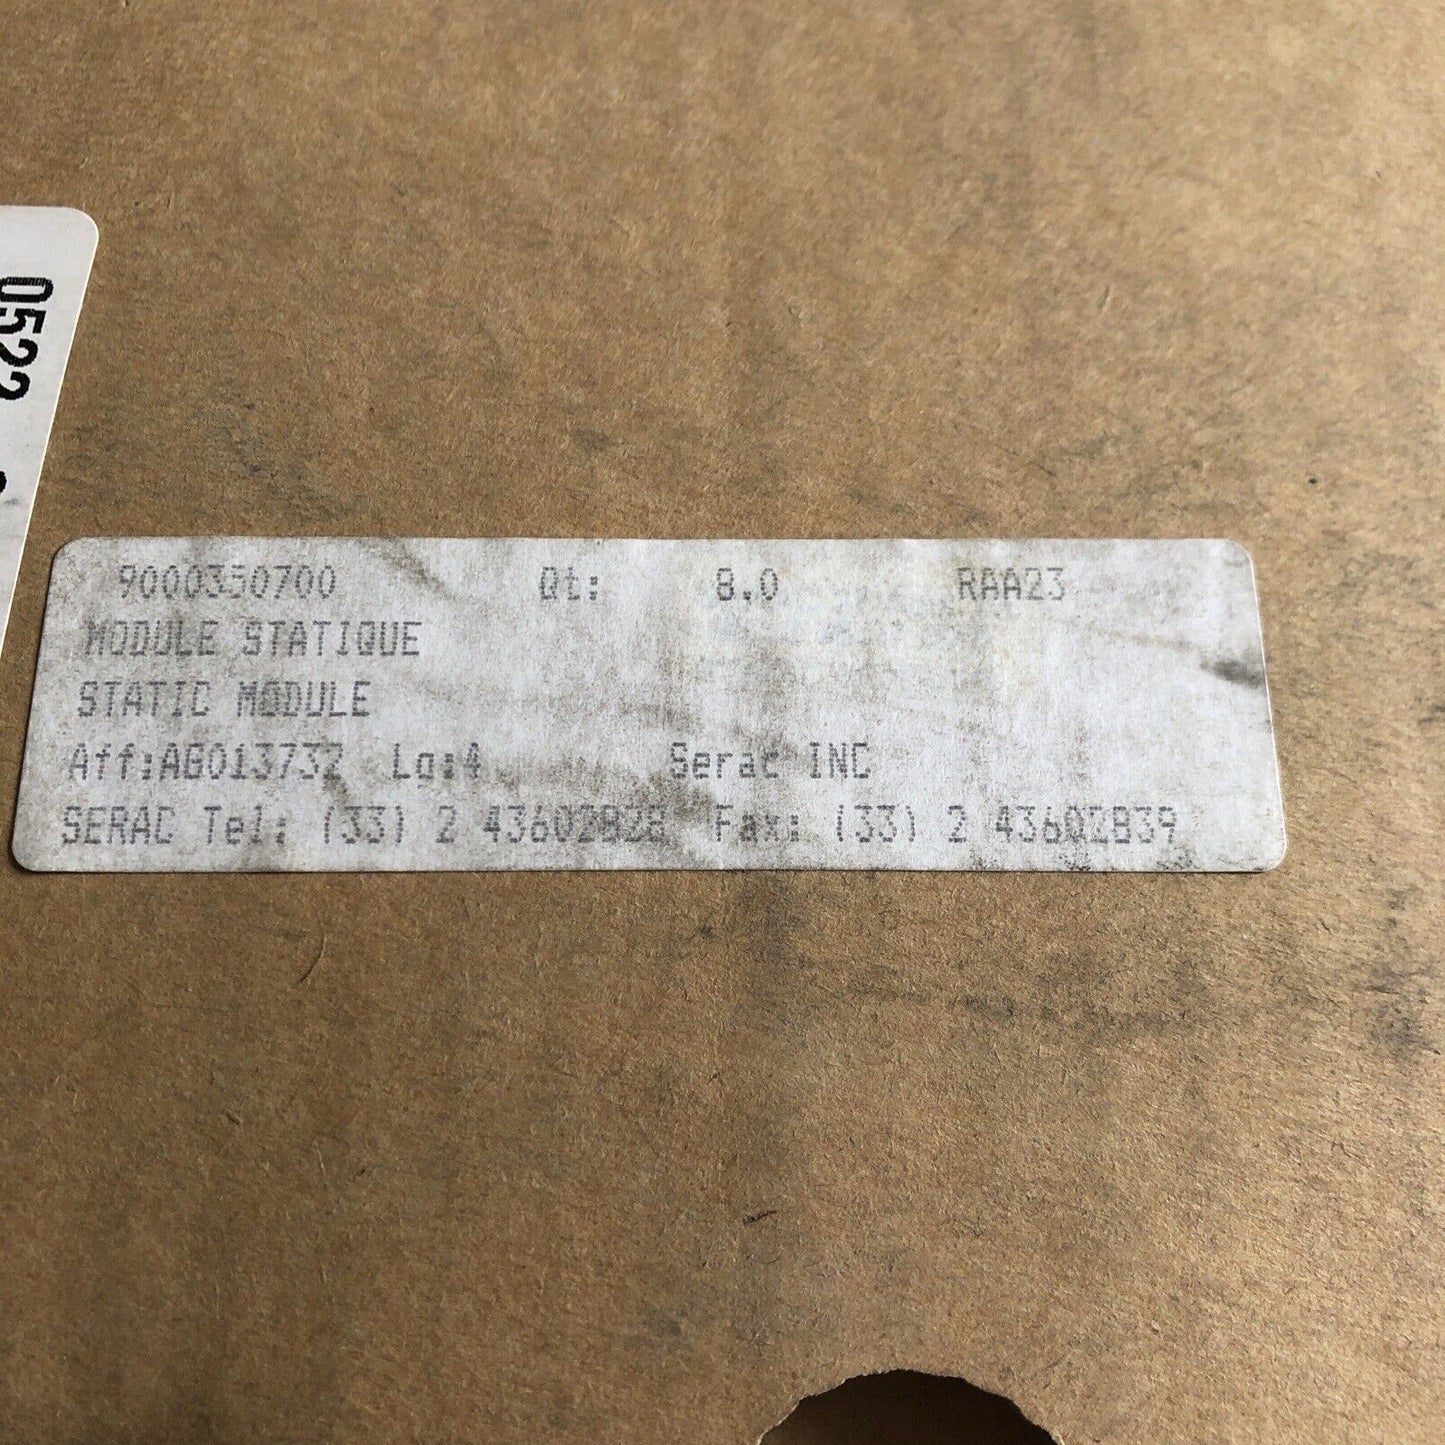 0522
9000350700 Qt: 8.0 RAA23
MODULE STATIQUE
STATIC MODULE
Aff:AG013732 Lg:4 Serac INC
SERAC Tel: (33) 2 43602828 Fax: (33) 2 43602839